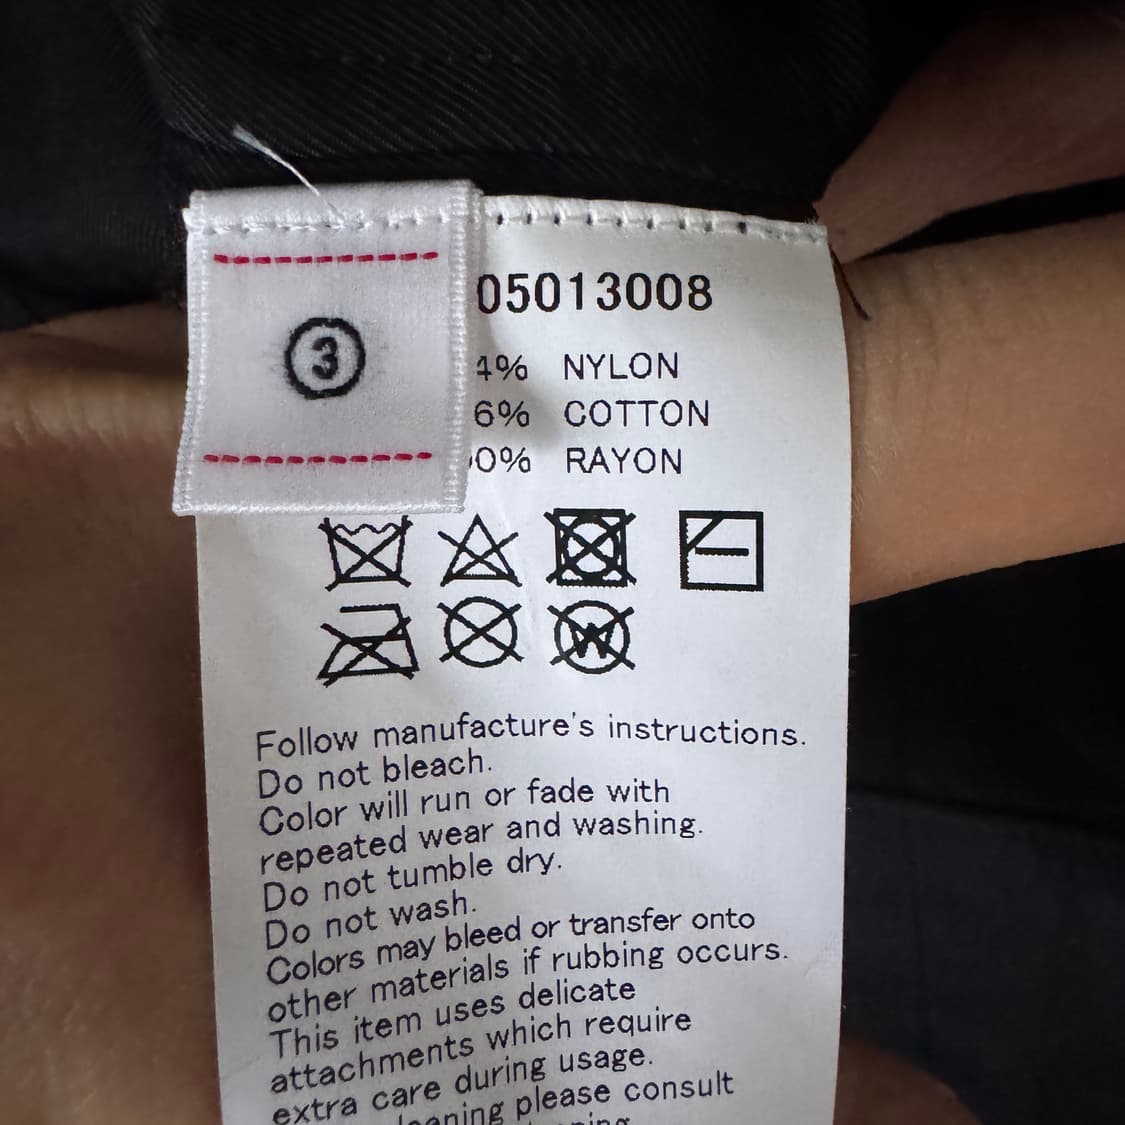 ③
05013008
NYLON
6% COTTON
0% RAYON
W
Follow manufacture's instructions.
Do not bleach.
Color will run or fade with
repeated wear and washing.
Do not tumble dry.
Do not wash.
Colors may bleed or transfer onto
other materials if rubbing occurs.
This item uses delicate
attachments which require
extra care during usage.
please consult